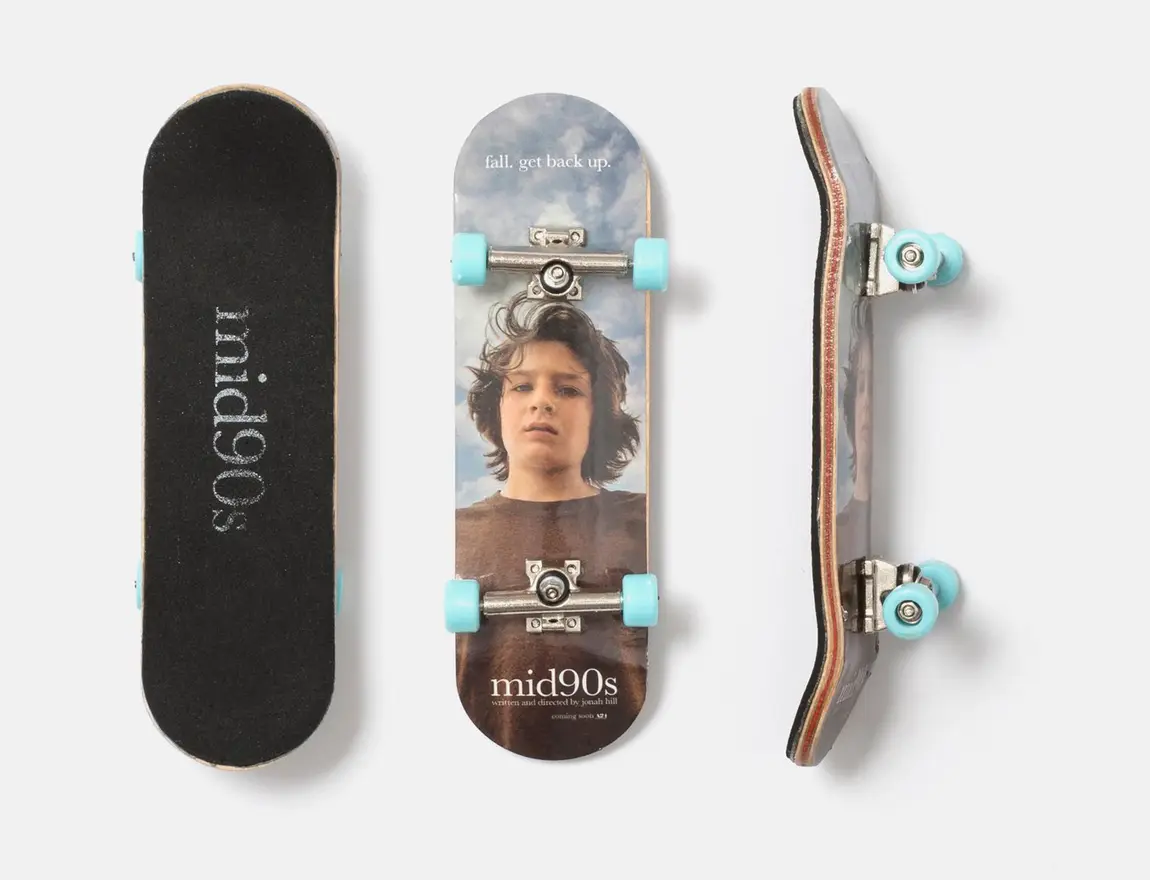 mid90s
fall. get back up.
mid90s
written and directed by jonah hill
coming soon A24